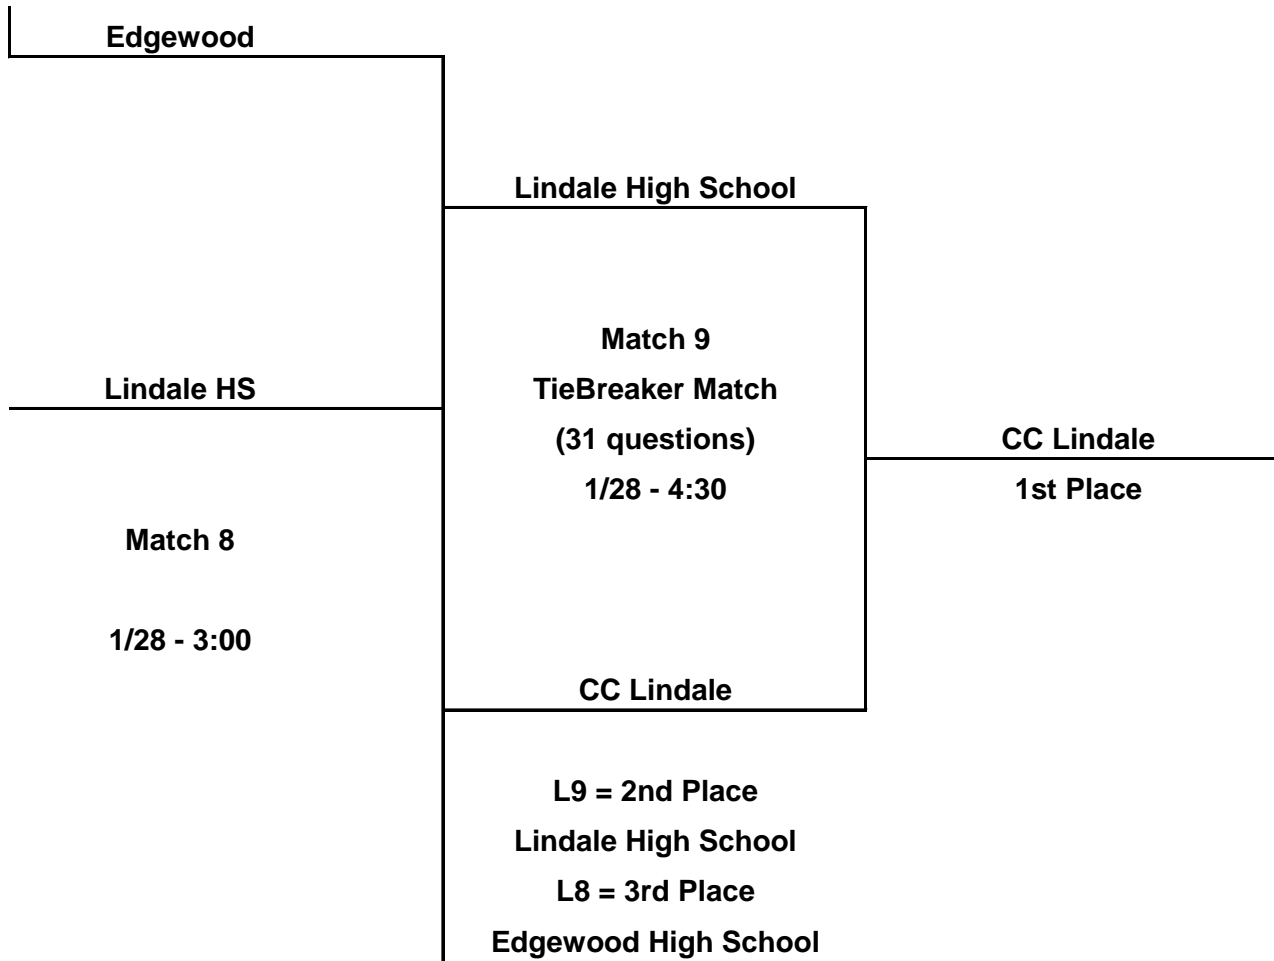 Edgewood
Lindale High School
Match 9
Lindale HS
TieBreaker Match
(31 questions)
CC Lindale
1/28 - 4:30
1st Place
Match 8
1/28 - 3:00
CC Lindale
L9 = 2nd Place
Lindale High School
L8 = 3rd Place
Edgewood High School